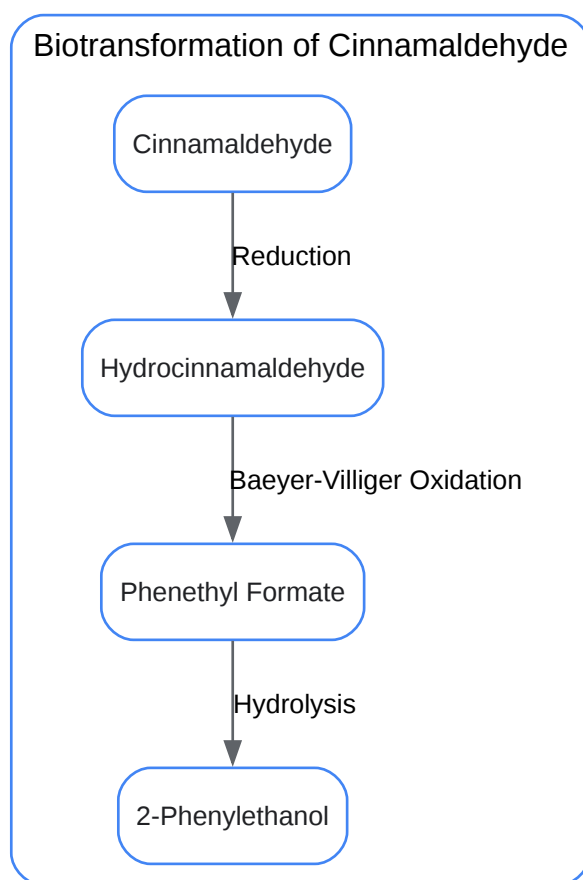 Biotransformation of Cinnamaldehyde
Cinnamaldehyde
Reduction
Hydrocinnamaldehyde
Baeyer-Villiger Oxidation
Phenethyl Formate
Hydrolysis
2-Phenylethanol